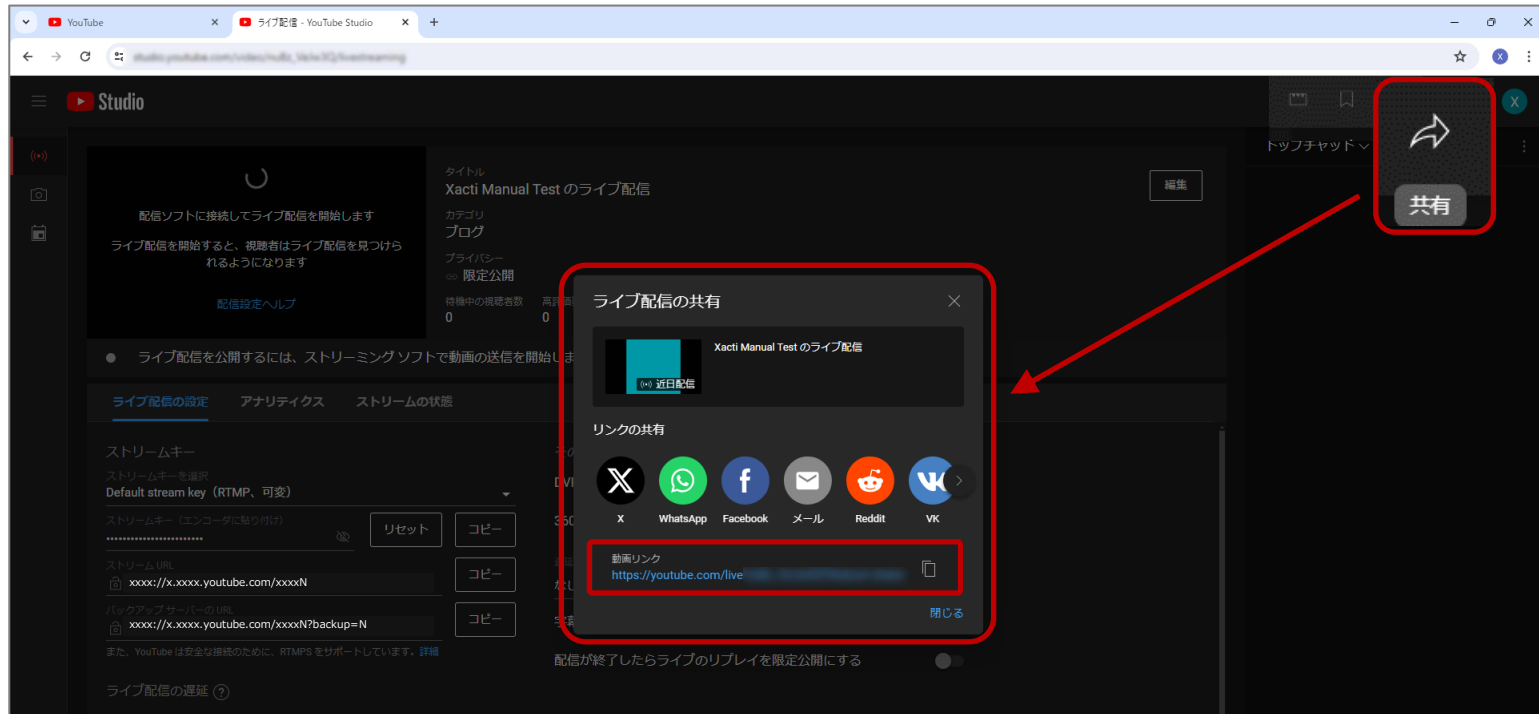 YouTube
ライブ配信 - YouTube Studio
Studio
X
X
トップチャッド
共有
配信ソフトに接続してライブ配信を開始します
ライブ配信を開始すると、視聴者はライブ配信を見つけら
れるようになります
配信設定ヘルプ
タイトル
Xacti Manual Test のライブ配信
編集
カテゴリ
ブログ
プライバシー
限定公開
待機中の視聴者数
0
高評価
0
ライブ配信を公開するには、ストリーミング ソフトで動画の送信を開始しま
ライブ配信の設定 アナリティクス ストリームの状態
ストリームキー
ストリームキーを選択
Default stream key（RTMP、可変）
ストリームキー（エンコーダに貼り付け）
リセット コピー
ストリーム URL
xxxx://x.xxxx.youtube.com/xxxxN
コピー
バックアップ サーバーの URL
xxxx://x.xxxx.youtube.com/xxxxN?backup=N
コピー
また、YouTube は安全な接続のために、RTMPS をサポートしています。詳細
ライブ配信の遅延 ?
360
配信が終了したらライブのリプレイを限定公開にする
ライブ配信の共有
Xacti Manual Test のライブ配信
近日配信
リンクの共有
X WhatsApp Facebook メール Reddit VK
動画リンク
https://youtube.com/live
閉じる